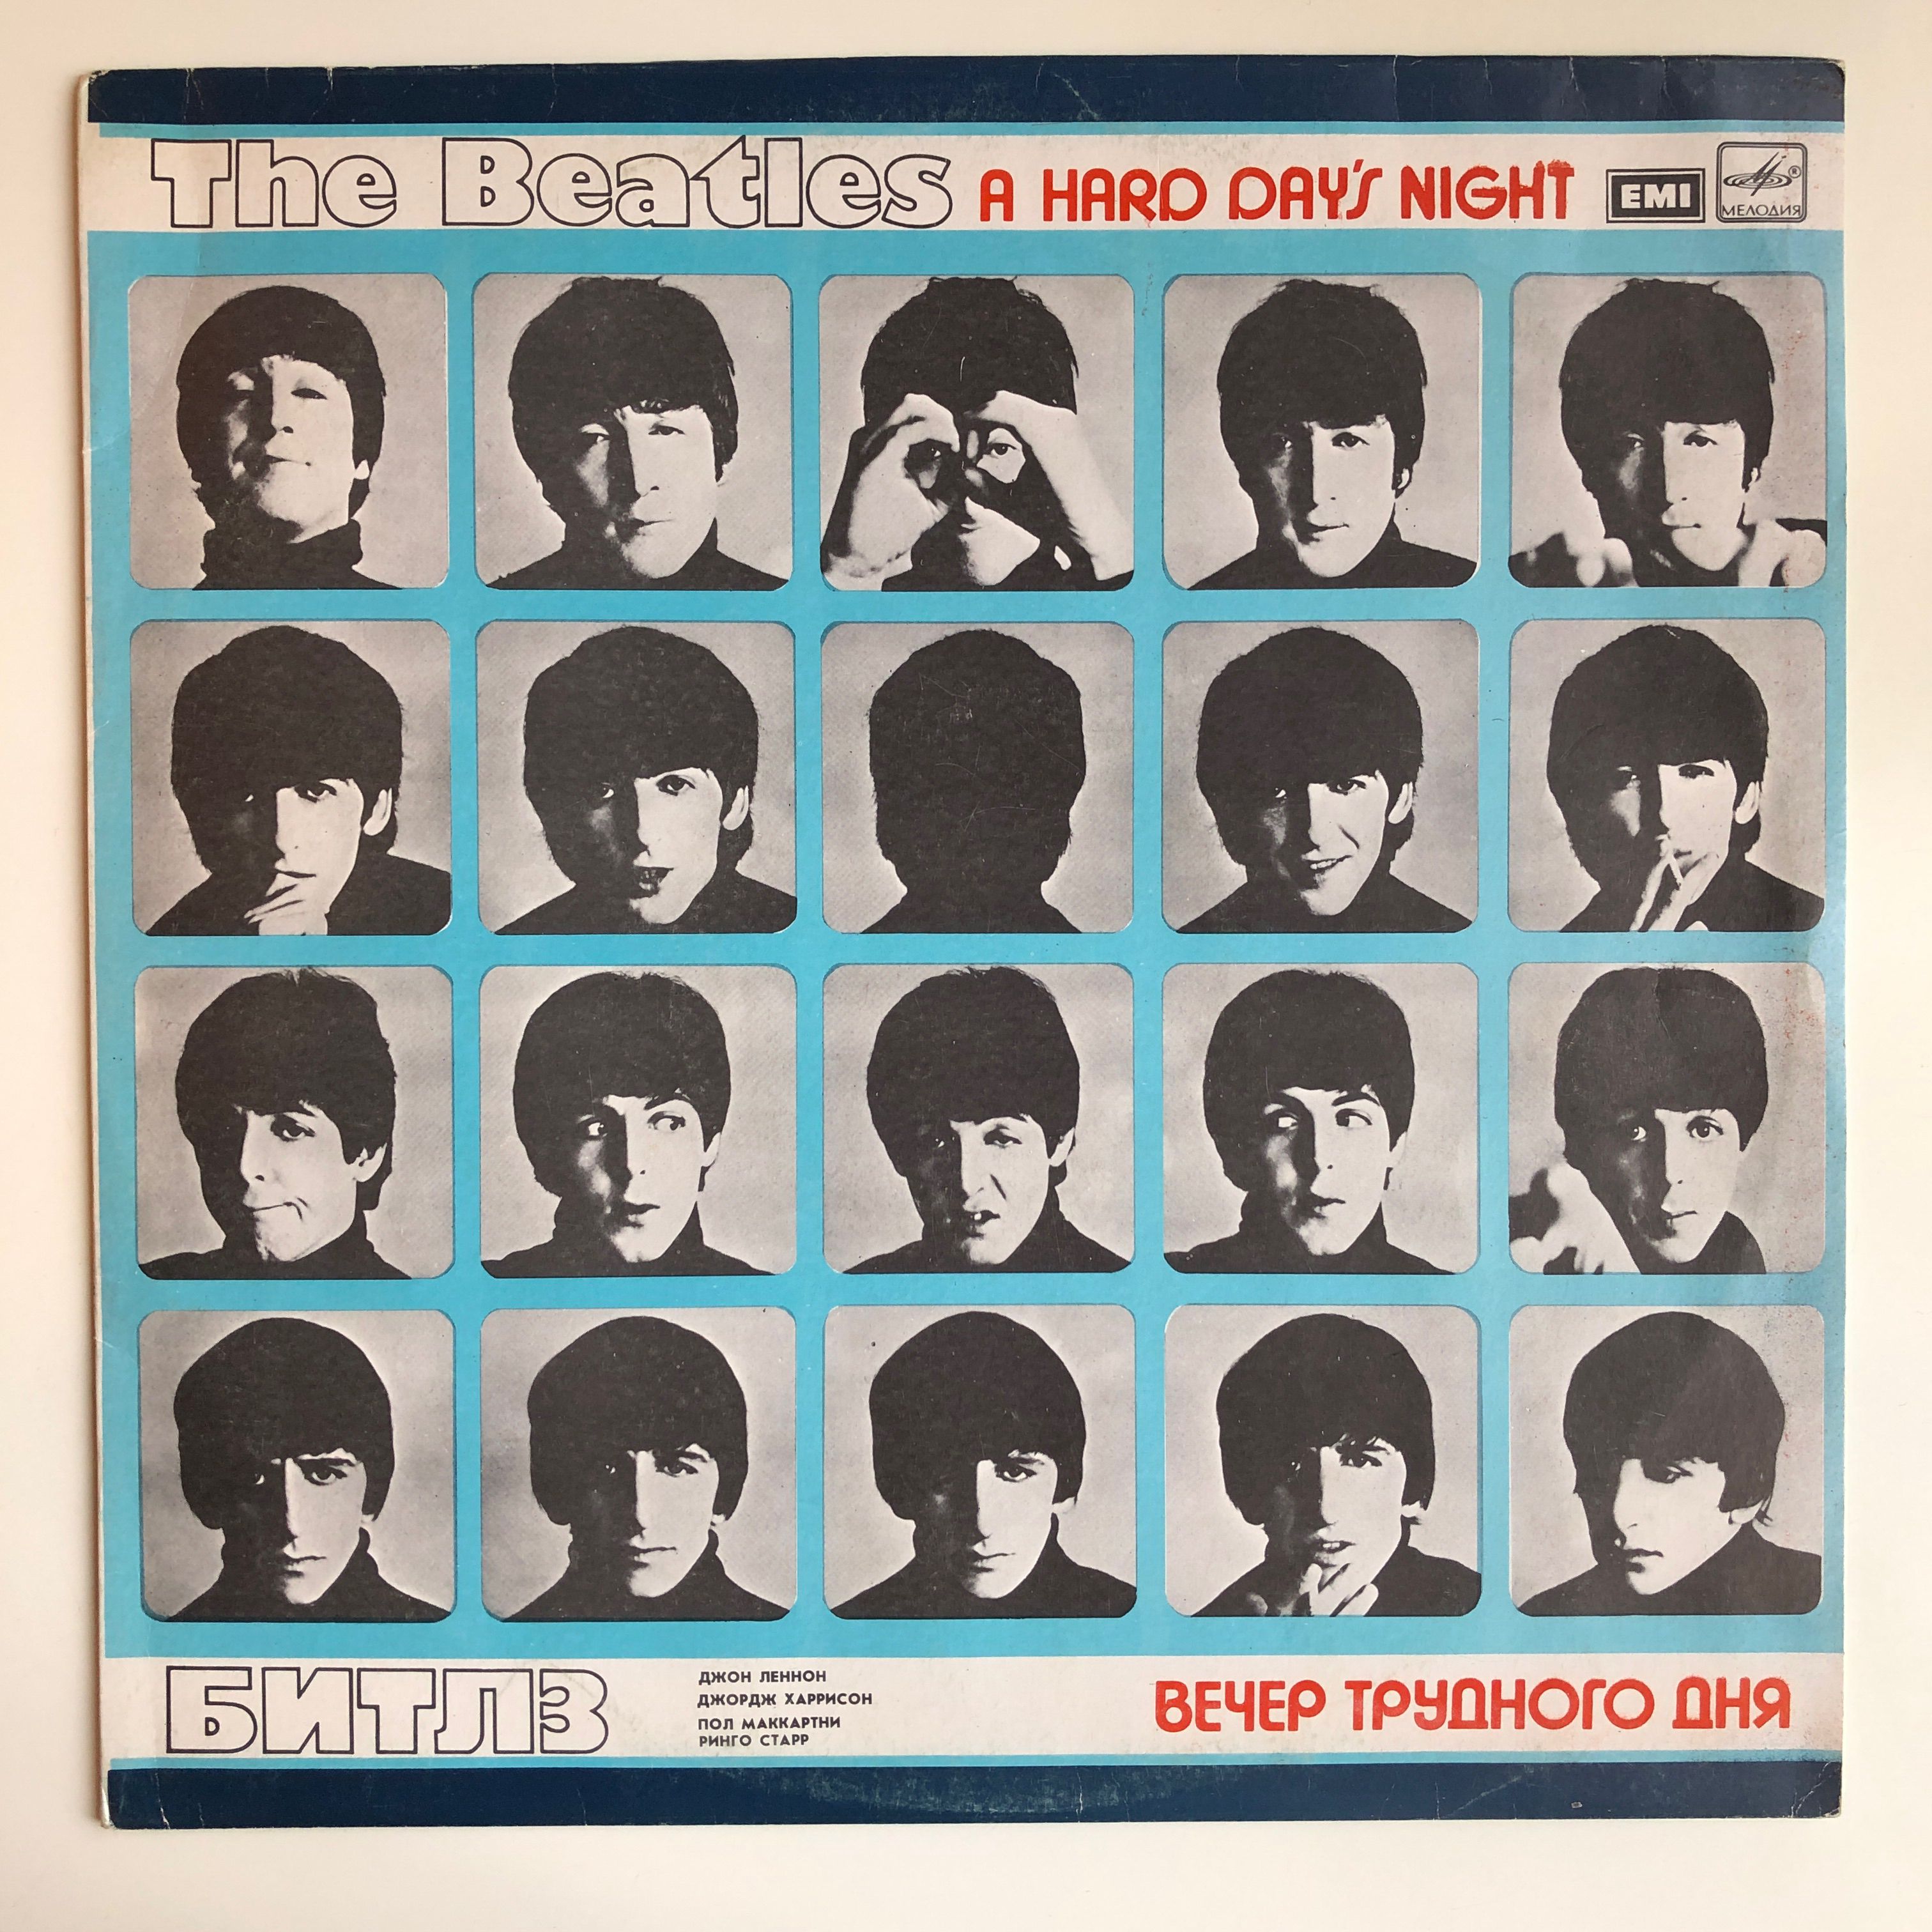 The Beatles A HARD DAY'S NIGHT EMI МЕЛОДИЯ ®
БИТЛЗ
ДЖОН ЛЕННОН
ДЖОРДЖ ХАРРИСОН
ПОЛ МАККАРТНИ
РИНГО СТАРР
ВЕЧЕР ТРУДНОГО ДНЯ